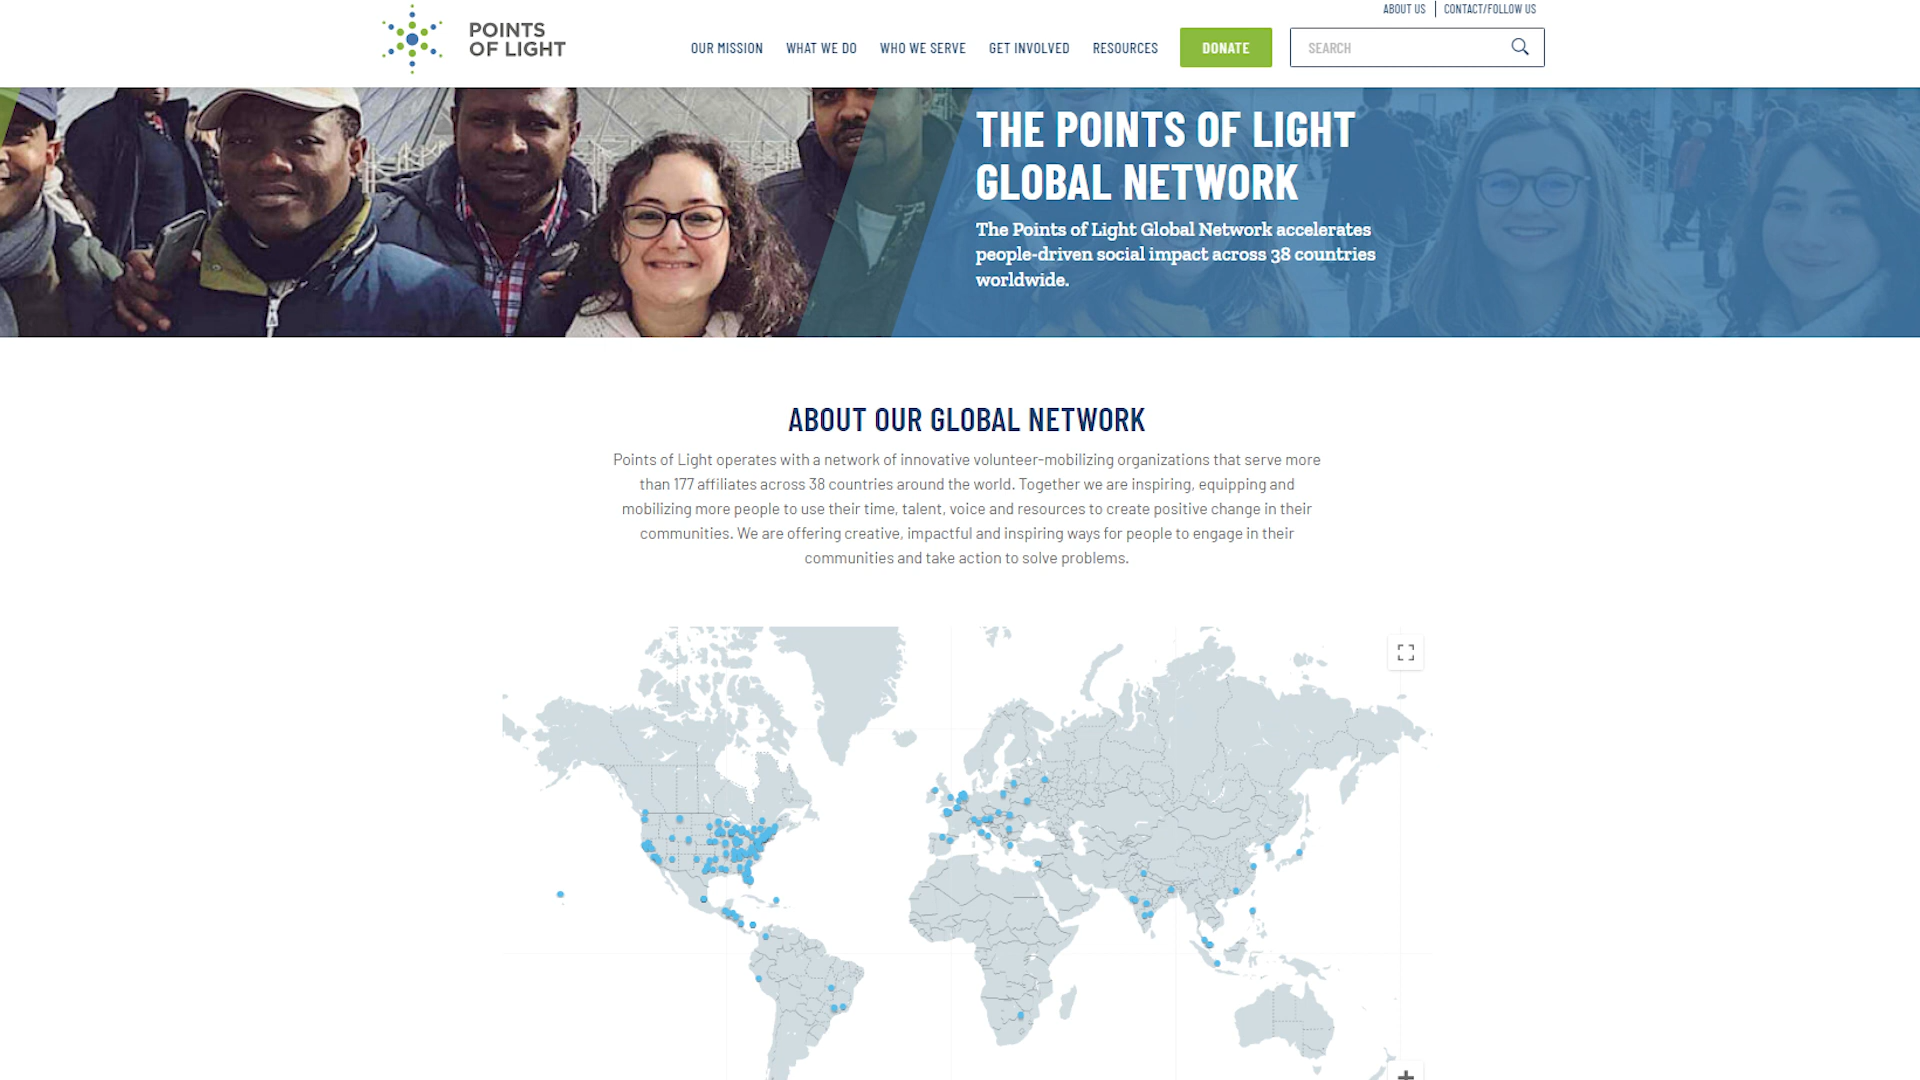 ABOUT US
CONTACT/FOLLOW US
POINTS
OF LIGHT
OUR MISSION
WHAT WE DO
WHO WE SERVE
GET INVOLVED
RESOURCES
DONATE
SEARCH
THE POINTS OF LIGHT
GLOBAL NETWORK
The Points of Light Global Network accelerates
people-driven social impact across 38 countries
worldwide.
ABOUT OUR GLOBAL NETWORK
Points of Light operates with a network of innovative volunteer-mobilizing organizations that serve more
than 177 affiliates across 38 countries around the world. Together we are inspiring, equipping and
mobilizing more people to use their time, talent, voice and resources to create positive change in their
communities. We are offering creative, impactful and inspiring ways for people to engage in their
communities and take action to solve problems.